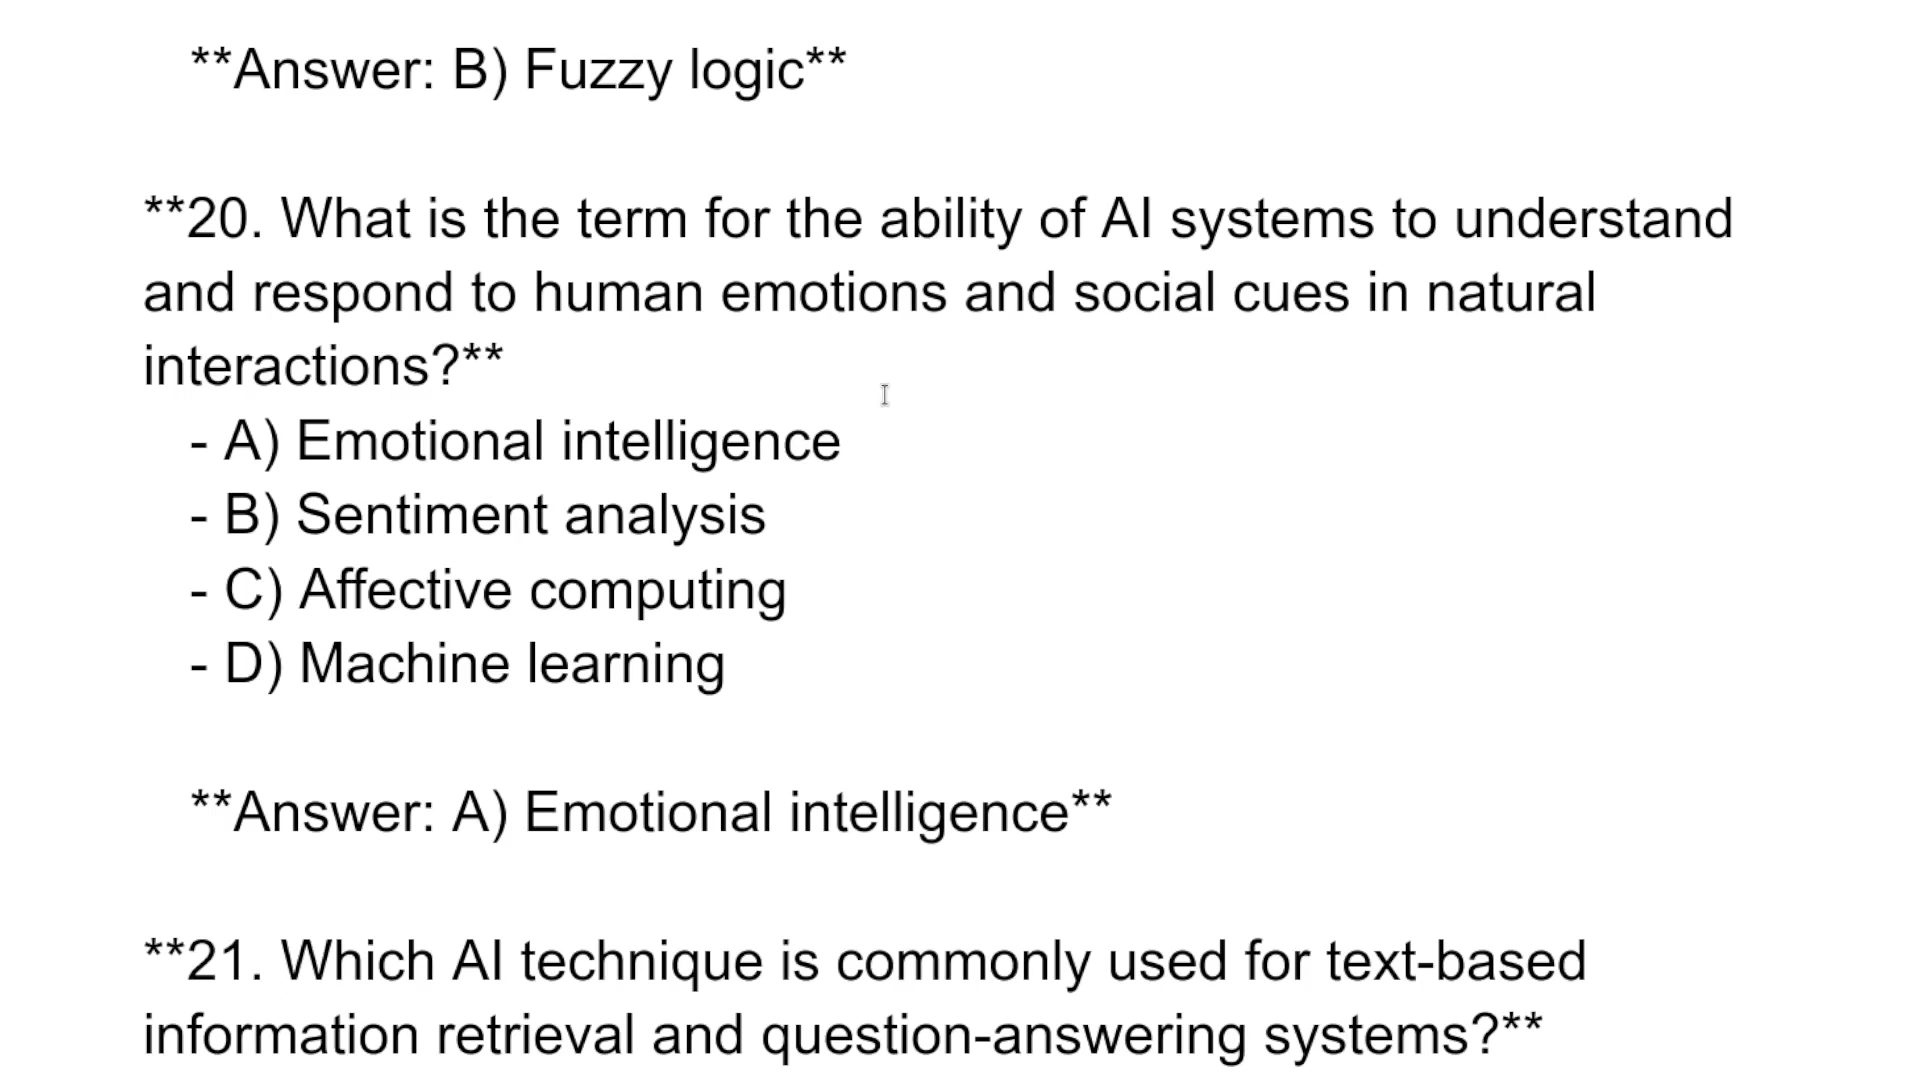 **Answer: B) Fuzzy logic**
**20. What is the term for the ability of AI systems to understand
and respond to human emotions and social cues in natural
interactions?**
- A) Emotional intelligence
- B) Sentiment analysis
- C) Affective computing
- D) Machine learning
**Answer: A) Emotional intelligence**
**21. Which AI technique is commonly used for text-based
information retrieval and question-answering systems?**